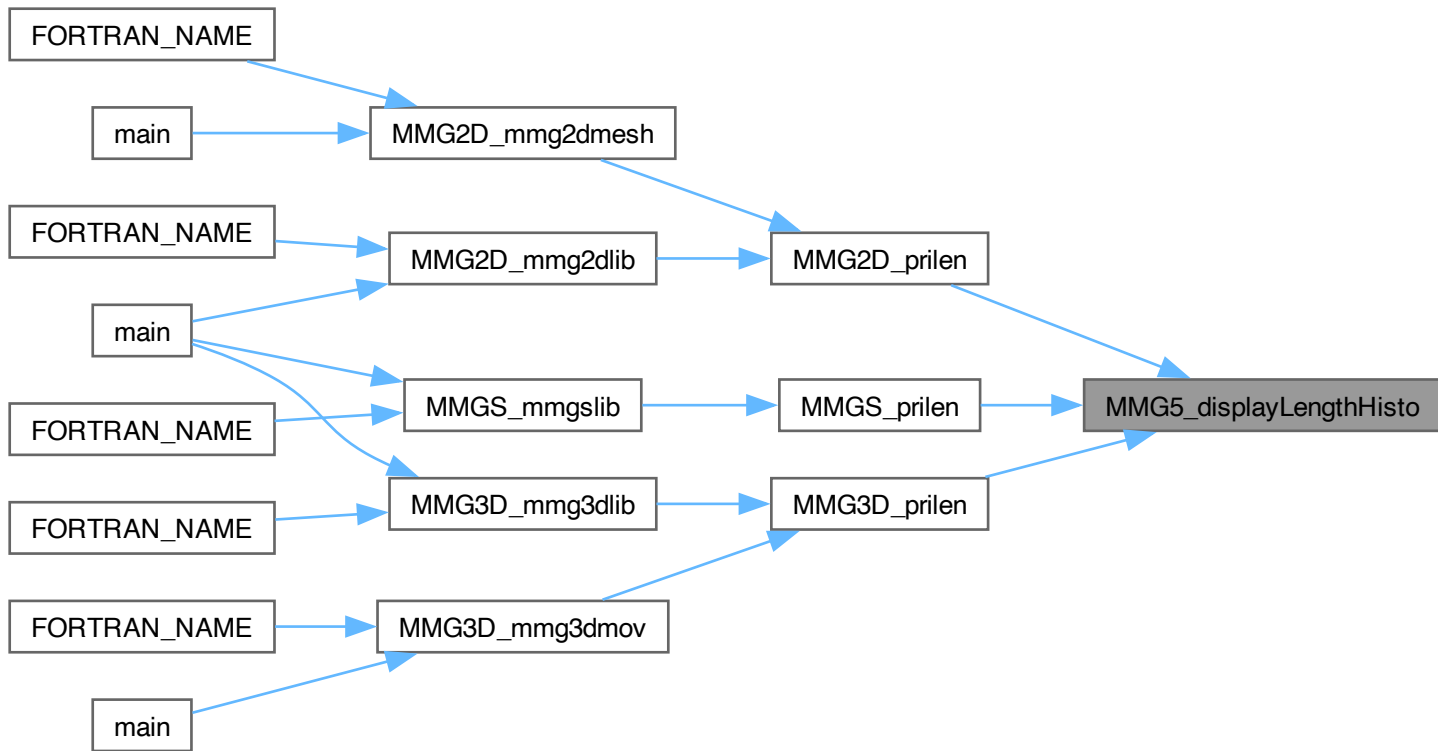 FORTRAN_NAME
main
MMG2D_mmg2dmesh
FORTRAN_NAME
MMG2D_mmg2dlib
MMG2D_prilen
main
MMGS_mmgslib
MMGS_prilen
MMG5_displayLengthHisto
FORTRAN_NAME
MMG3D_mmg3dlib
MMG3D_prilen
FORTRAN_NAME
FORTRAN_NAME
MMG3D_mmg3dmov
main